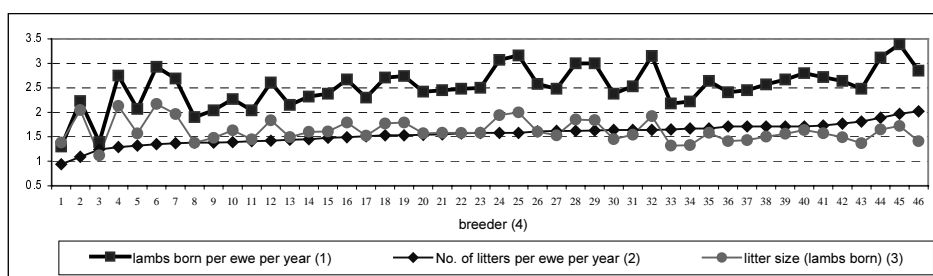 3.5
3
2.5
2
1.5
1
0.5
1 2 3 4 5 6 7 8 9 10 11 12 13 14 15 16 17 18 19 20 21 22 23 24 25 26 27 28 29 30 31 32 33 34 35 36 37 38 39 40 41 42 43 44 45 46
breeder (4)
lambs born per ewe per year (1) No. of litters per ewe per year (2) litter size (lambs born) (3)